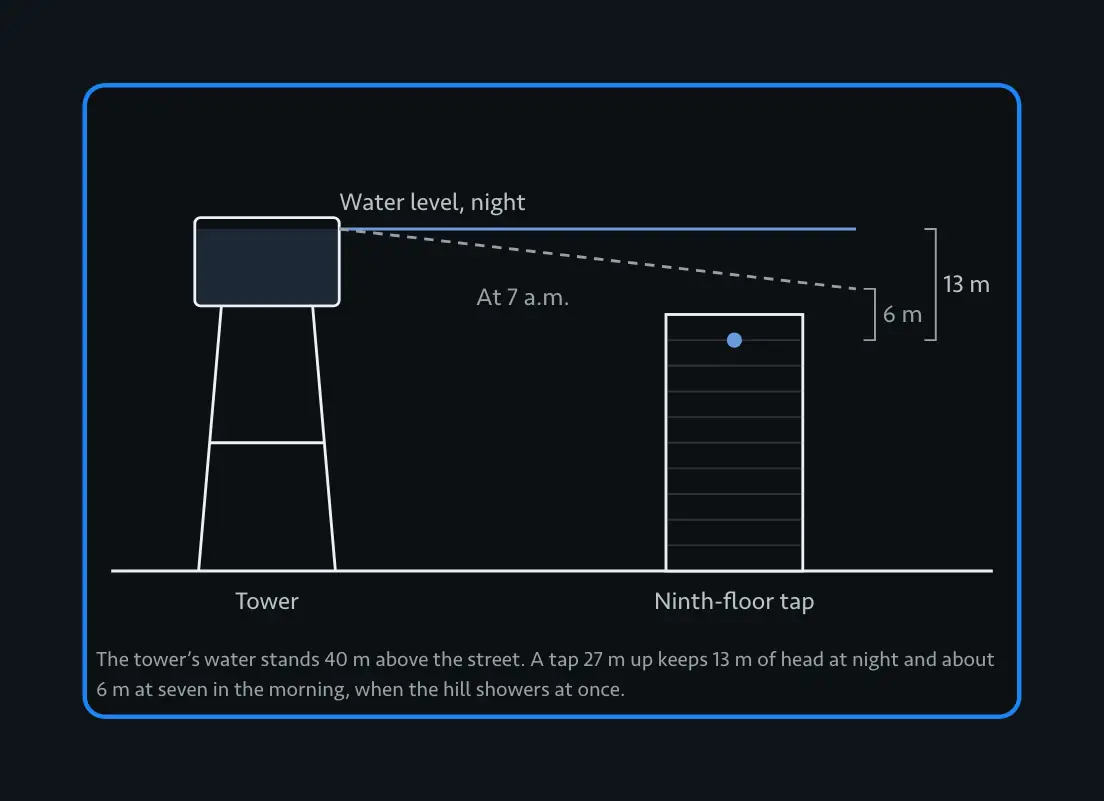 Water level, night
13 m
At 7 a.m.
6 m
Tower
Ninth-floor tap
The tower’s water stands 40 m above the street. A tap 27 m up keeps 13 m of head at night and about
6 m at seven in the morning, when the hill showers at once.